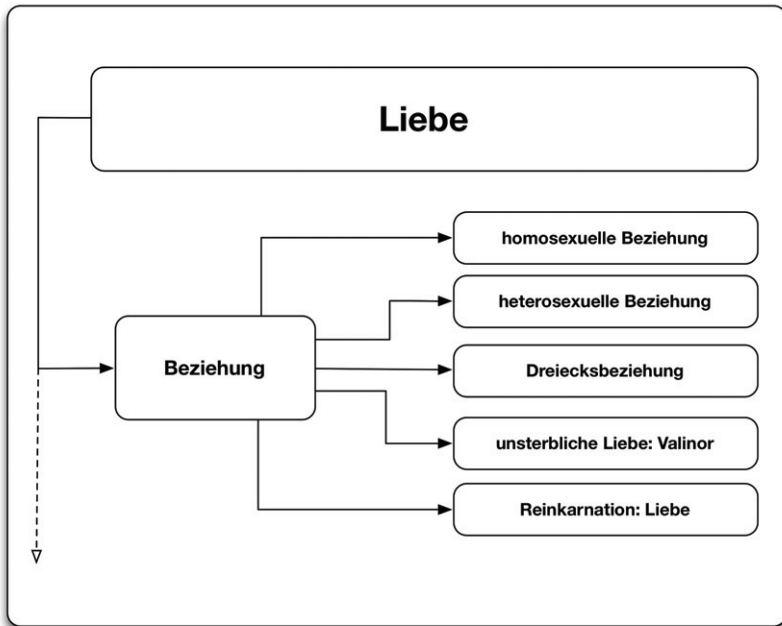 Liebe
homosexuelle Beziehung
heterosexuelle Beziehung
Beziehung
Dreiecksbeziehung
unsterbliche Liebe: Valinor
Reinkarnation: Liebe